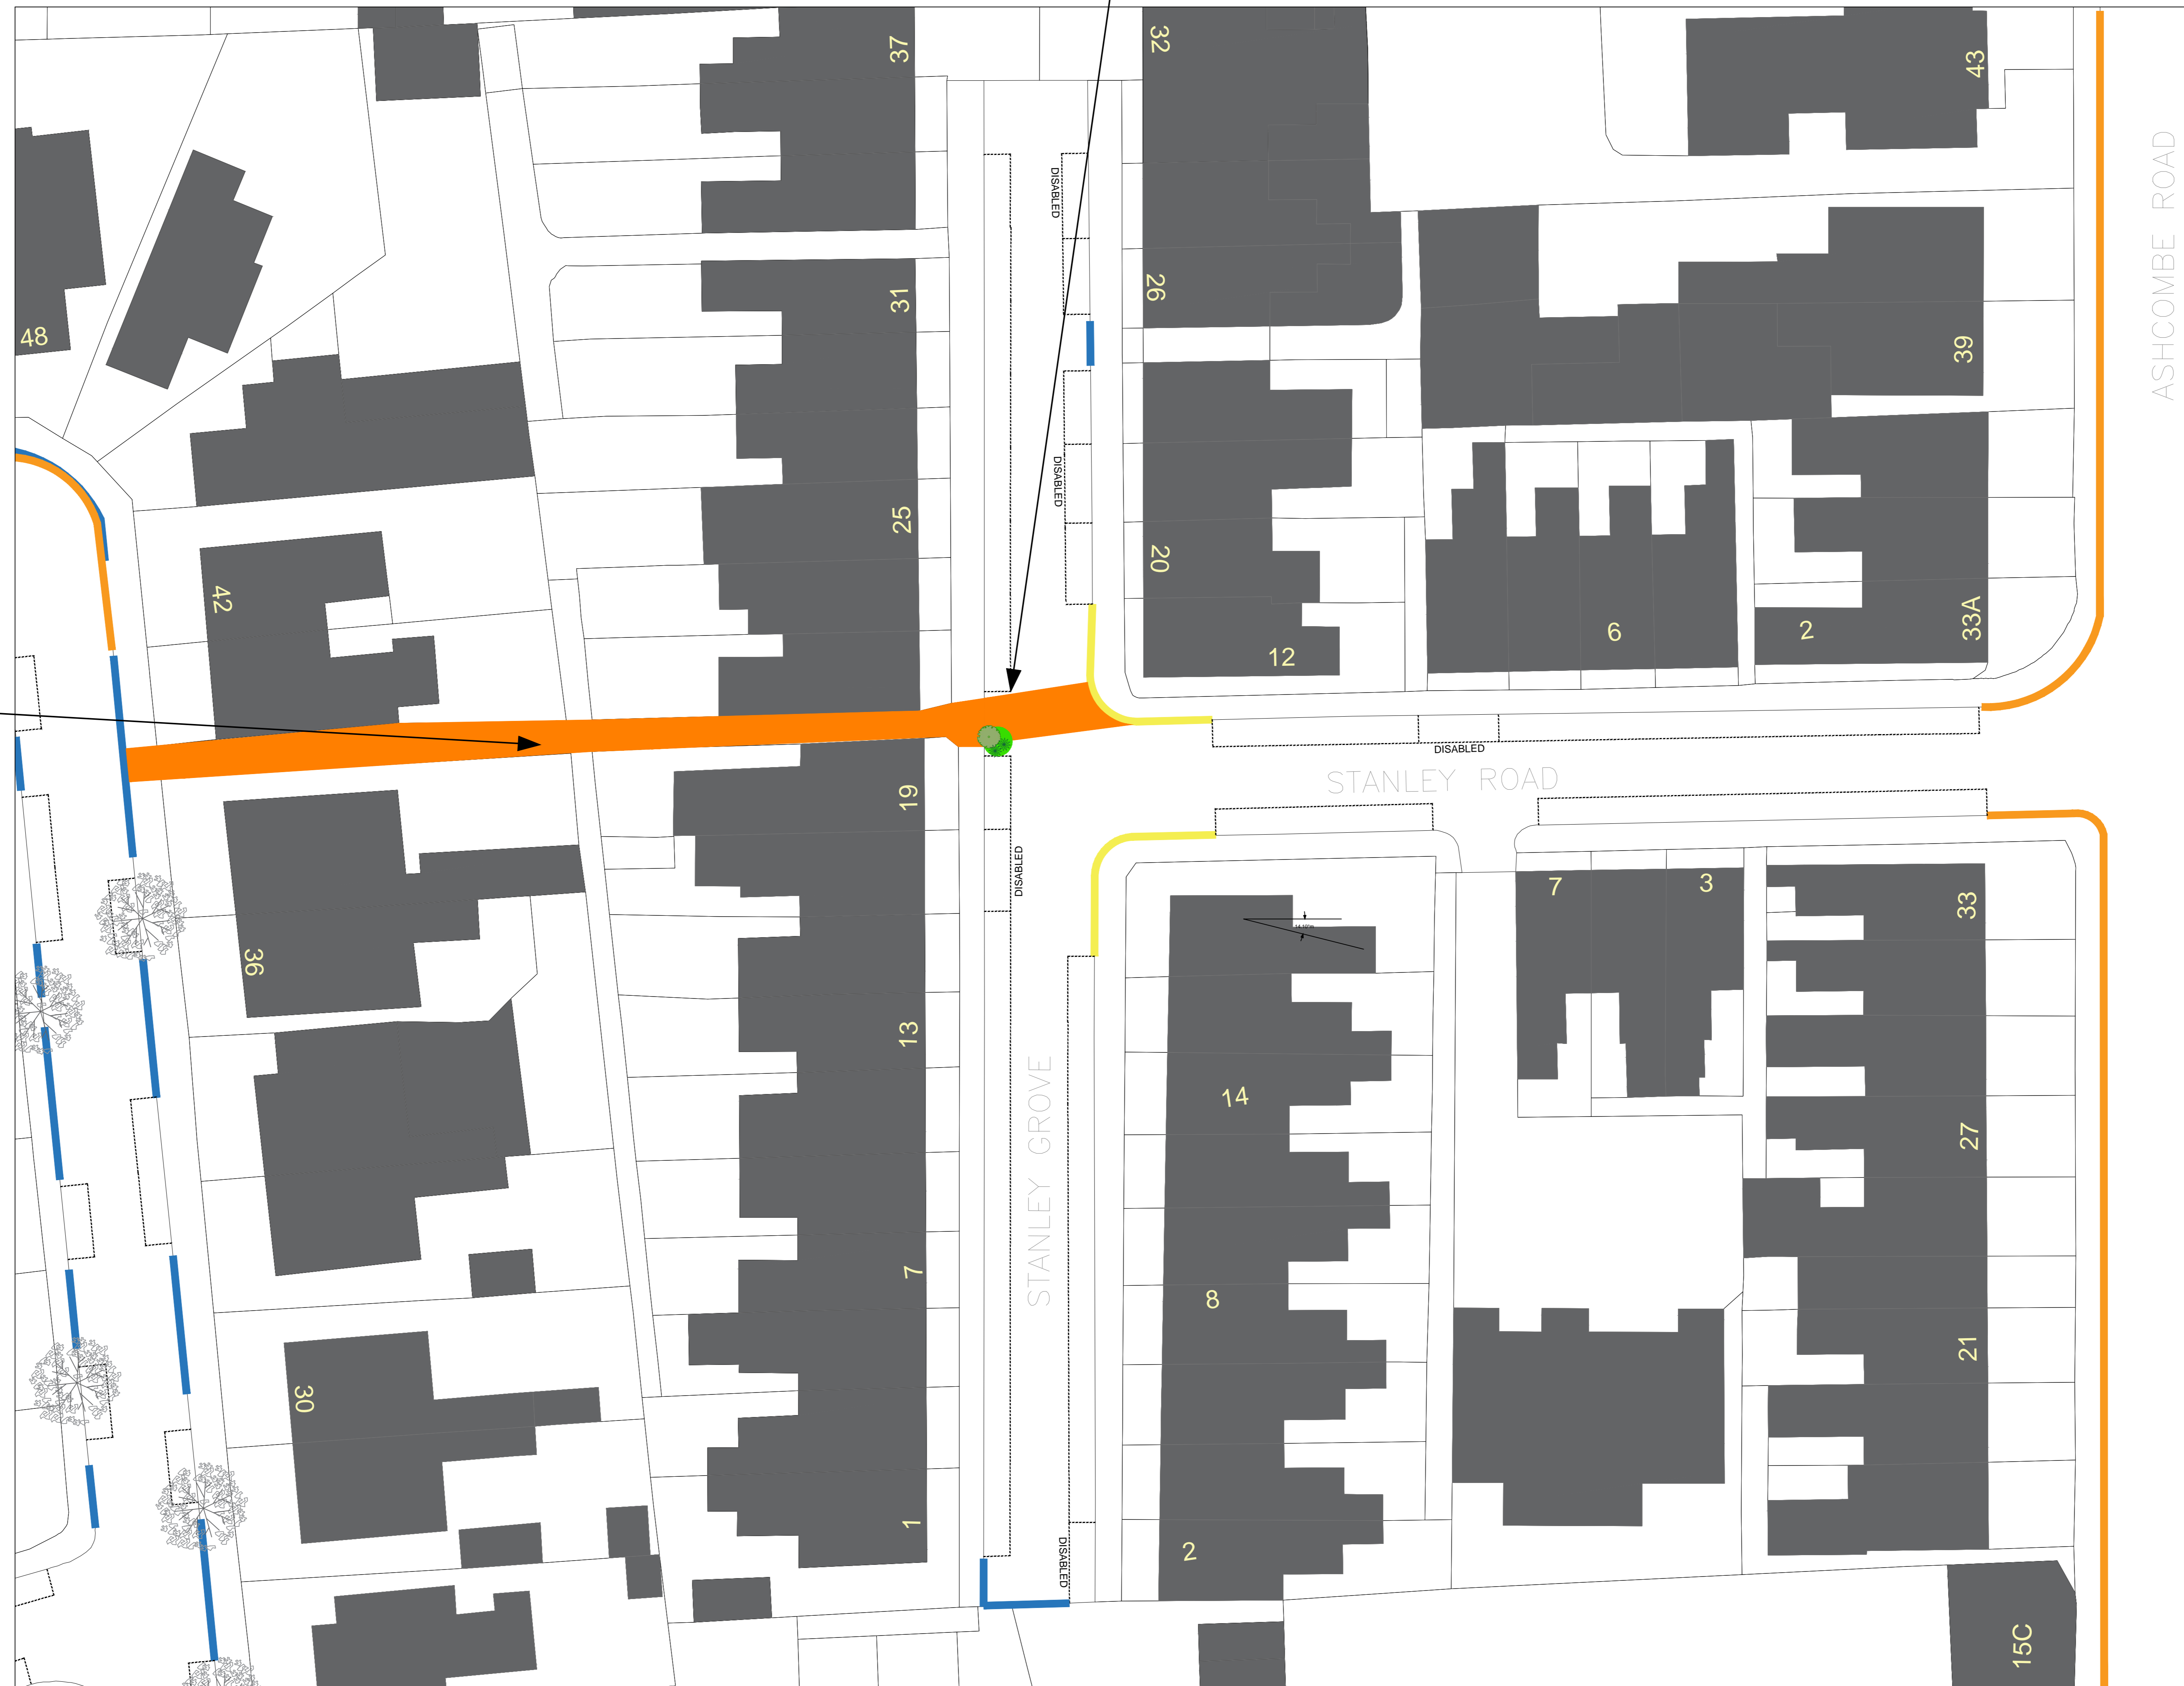 37
32
43
ASHCOMBE ROAD
DISABLED
48
31
26
39
25
DISABLED
20
42
12
6
2
33A
DISABLED
STANLEY ROAD
19
DISABLED
7
3
33
36
13
STANLEY GROVE
14
27
7
8
21
30
1
2
DISABLED
15C